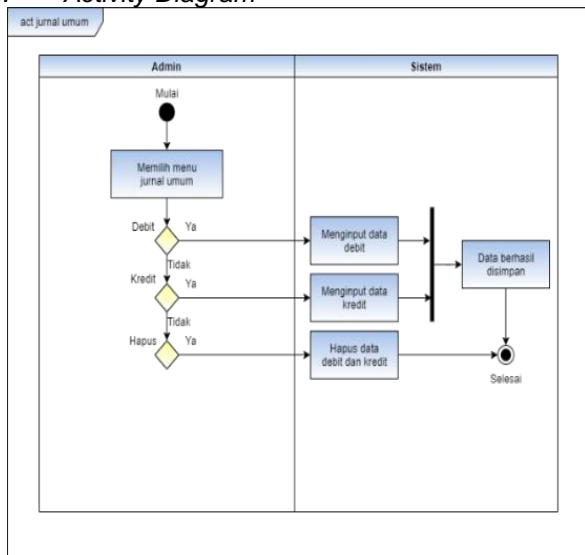 Activity Diagram
act jurnal umum
Admin
Sistem
Mulai
Memilih menu
jurnal umum
Debit
Ya
Menginput data
debit
Tidak
Kredit
Ya
Menginput data
kredit
Data berhasil
disimpan
Tidak
Hapus
Ya
Hapus data
debit dan kredit
Selesai